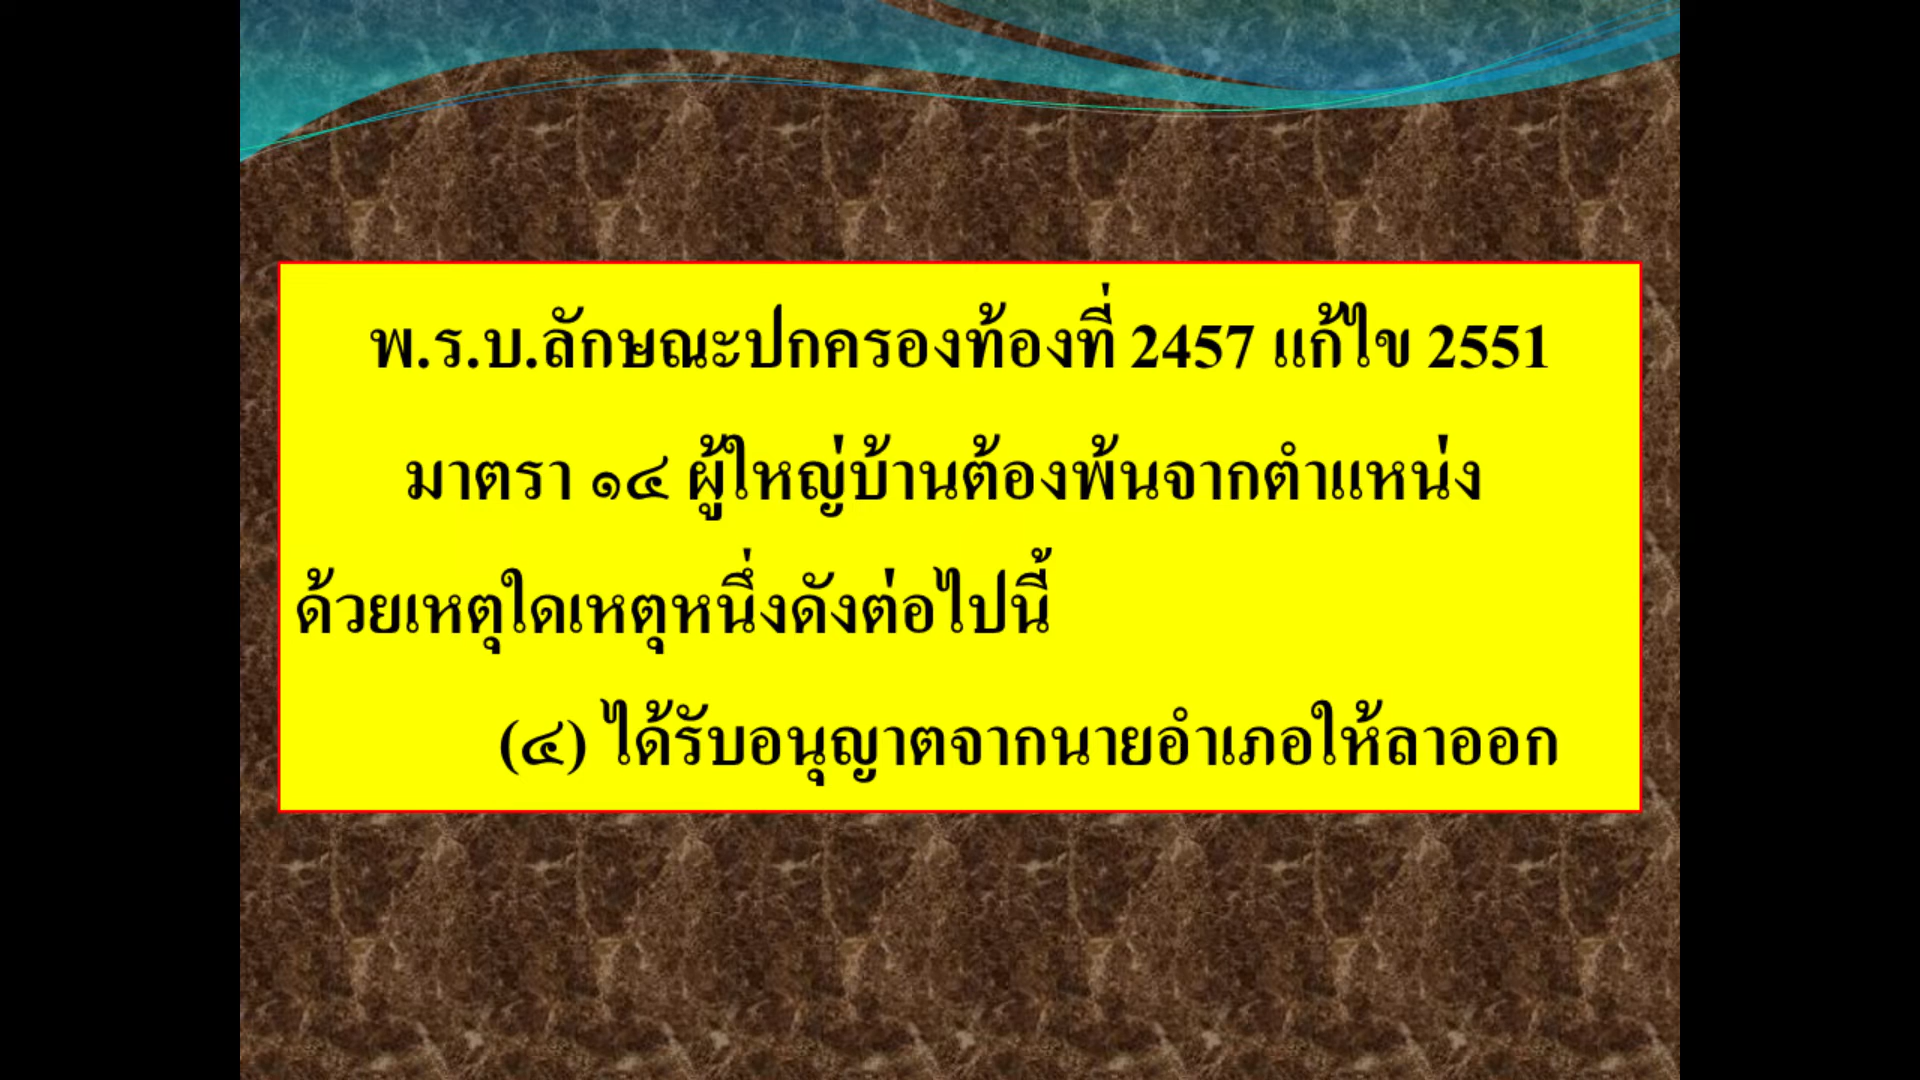 พ.ร.บ.ลักษณะปกครองท้องที่ 2457 แก้ไข 2551
มาตรา ๑๔ ผู้ใหญ่บ้านต้องพ้นจากตำแหน่ง
ด้วยเหตุใดเหตุหนึ่งดังต่อไปนี้
(๔) ได้รับอนุญาตจากนายอำเภอให้ลาออก